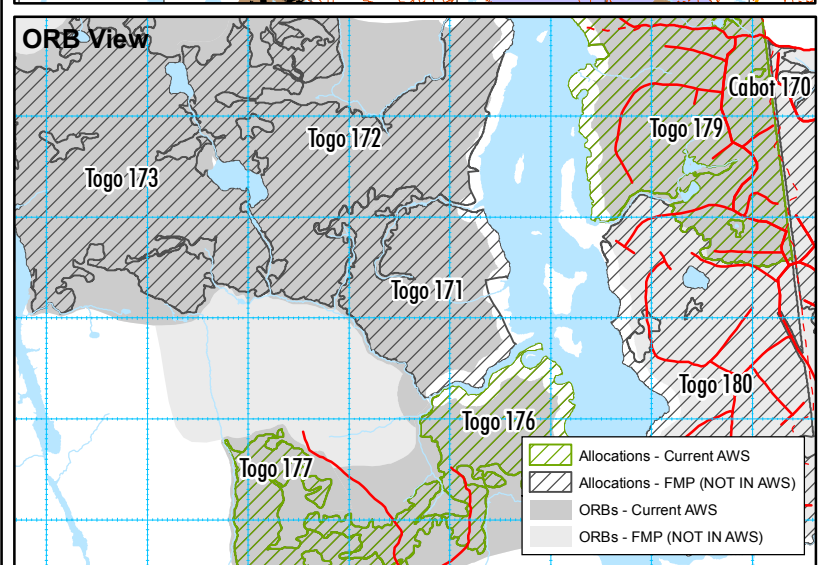 ORB View
Cabot 170
Togo 179
Togo 172
Togo 173
Togo 171
Togo 180
Togo 176
Togo 177
Allocations - Current AWS
Allocations - FMP (NOT IN AWS)
ORBs - Current AWS
ORBs - FMP (NOT IN AWS)